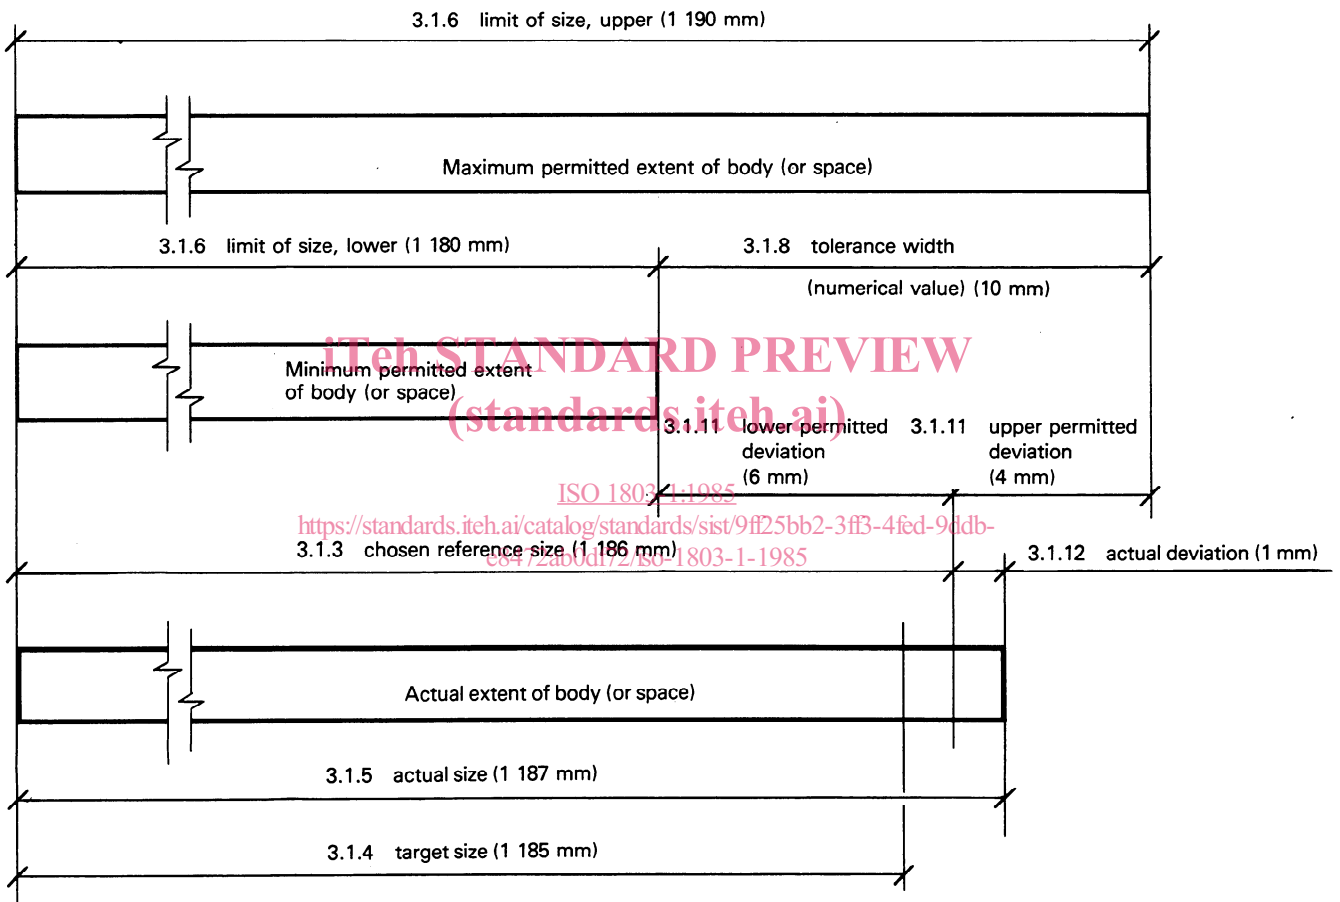 3.1.6 limit of size, upper (1 190 mm)
Maximum permitted extent of body (or space)
3.1.6 limit of size, lower (1 180 mm)
3.1.8 tolerance width
(numerical value) (10 mm)
iTeh STANDARD PREVIEW
Minimum permitted extent
of body (or space)
(standards.iteh.ai)
3.1.11 lower permitted
deviation
(6 mm)
3.1.11 upper permitted
deviation
(4 mm)
ISO 1803-1:1985
https://standards.iteh.ai/catalog/standards/sist/9ff25bb2-3ff3-4fed-9ddb-
e8472ab0df72/iso-1803-1-1985
3.1.3 chosen reference size (1 186 mm)
3.1.12 actual deviation (1 mm)
Actual extent of body (or space)
3.1.5 actual size (1 187 mm)
3.1.4 target size (1 185 mm)